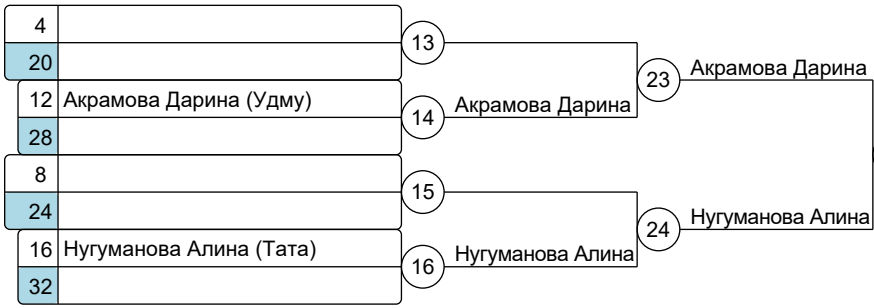 4
13
20
23 Акрамова Дарина
12 Акрамова Дарина (Удму)
14 Акрамова Дарина
28
8
15
24
24 Нугуманова Алина
16 Нугуманова Алина (Тата)
16 Нугуманова Алина
32